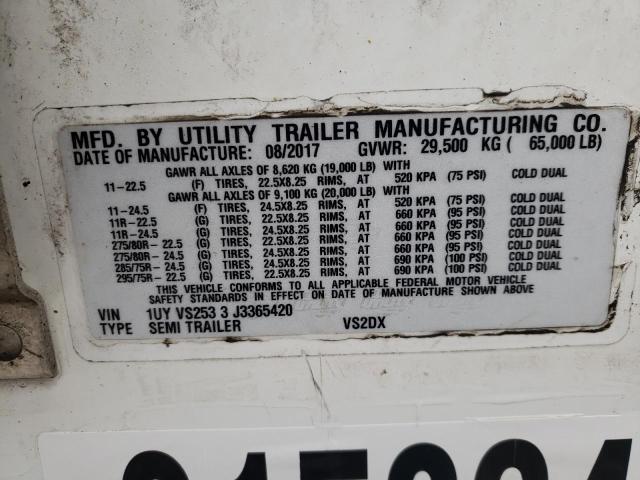 MFD. BY UTILITY TRAILER MANUFACTURING CO.
DATE OF MANUFACTURE: 08/2017 GVWR: 29,500 KG ( 65,000 LB)
GAWR ALL AXLES OF 8,620 KG (19,000 LB) WITH
11-22.5 (F) TIRES, 22.5X8.25 RIMS, AT 520 KPA (75 PSI) COLD DUAL
GAWR ALL AXLES OF 9,100 KG (20,000 LB) WITH
11-24.5 (F) TIRES, 24.5X8.25 RIMS, AT 520 KPA (75 PSI) COLD DUAL
11R-22.5 (G) TIRES, 22.5X8.25 RIMS, AT 660 KPA (95 PSI) COLD DUAL
11R-24.5 (G) TIRES, 24.5X8.25 RIMS, AT 660 KPA (95 PSI) COLD DUAL
275/80R-22.5 (G) TIRES, 22.5X8.25 RIMS, AT 660 KPA (95 PSI) COLD DUAL
275/80R-24.5 (G) TIRES, 24.5X8.25 RIMS, AT 660 KPA (95 PSI) COLD DUAL
285/75R-24.5 (G) TIRES, 24.5X8.25 RIMS, AT 690 KPA (100 PSI) COLD DUAL
295/75R-22.5 (G) TIRES, 22.5X8.25 RIMS, AT 690 KPA (100 PSI) COLD DUAL
THIS VEHICLE CONFORMS TO ALL APPLICABLE FEDERAL MOTOR VEHICLE
SAFETY STANDARDS IN EFFECT ON DATE OF MANUFACTURE SHOWN ABOVE
VIN 1UY VS253 3 J3365420
TYPE SEMI TRAILER VS2DX